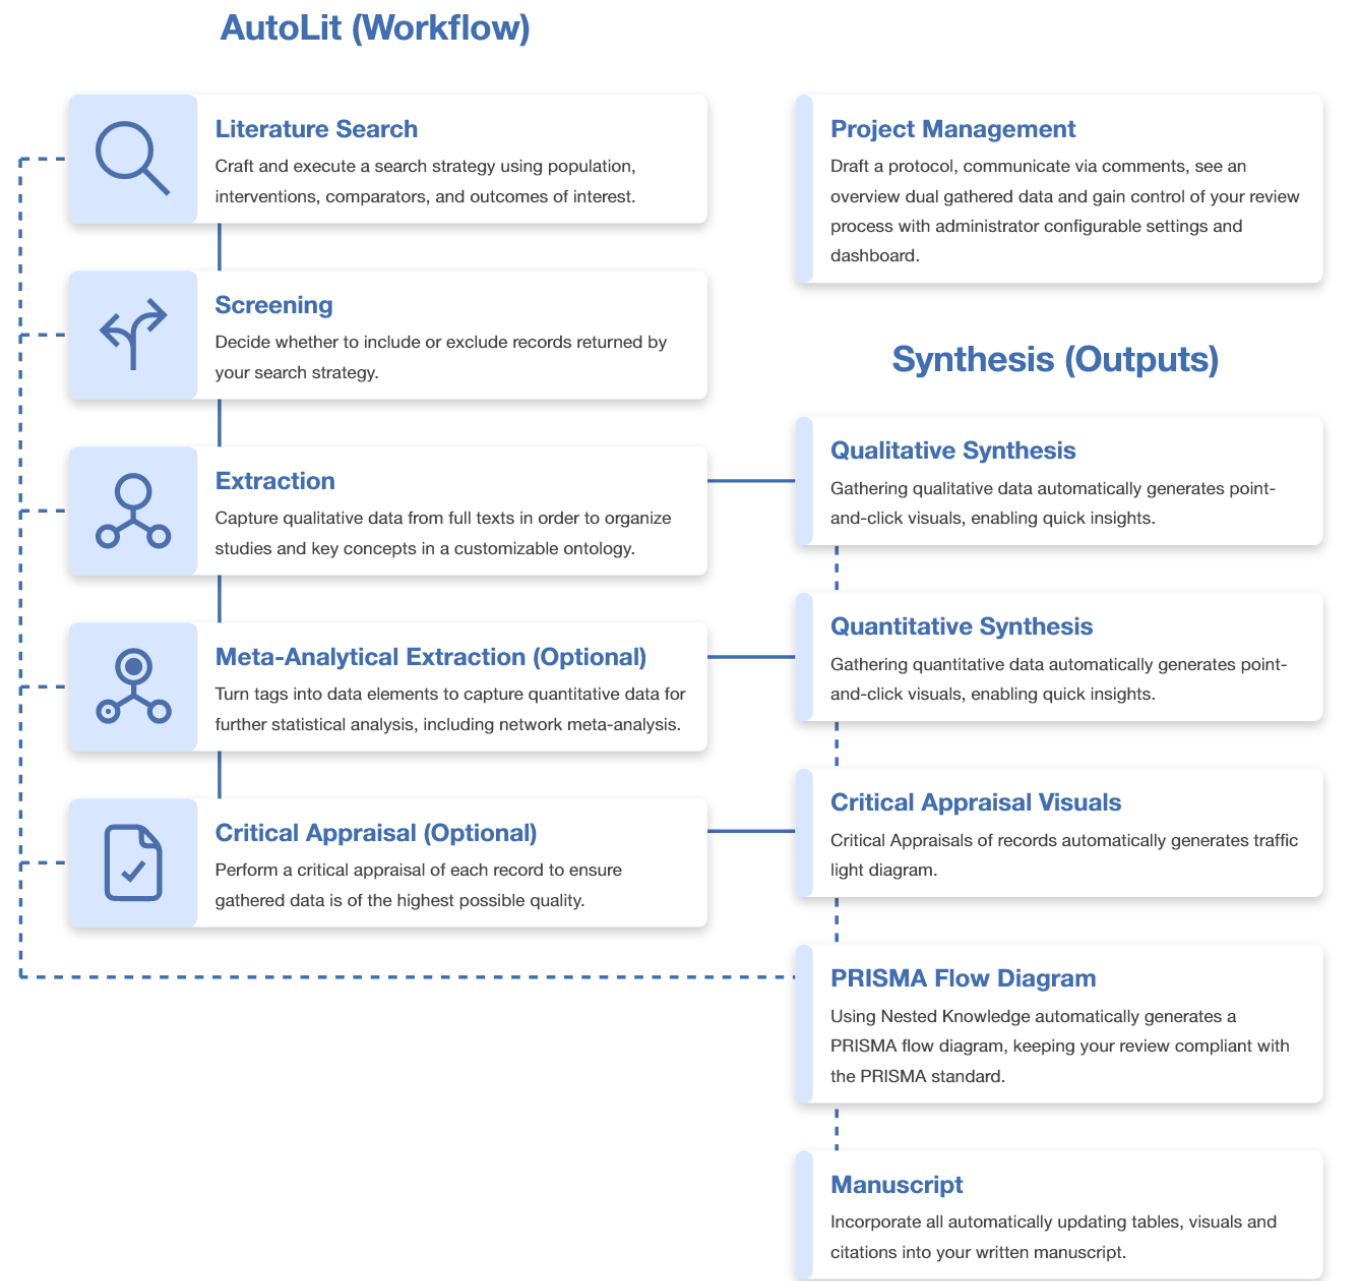 AutoLit (Workflow)
Literature Search
Craft and execute a search strategy using population,
interventions, comparators, and outcomes of interest.
Screening
Decide whether to include or exclude records returned by
your search strategy.
Extraction
Capture qualitative data from full texts in order to organize
studies and key concepts in a customizable ontology.
Meta-Analytical Extraction (Optional)
Turn tags into data elements to capture quantitative data for
further statistical analysis, including network meta-analysis.
Critical Appraisal (Optional)
Perform a critical appraisal of each record to ensure
gathered data is of the highest possible quality.
Project Management
Draft a protocol, communicate via comments, see an
overview dual gathered data and gain control of your review
process with administrator configurable settings and
dashboard.
Synthesis (Outputs)
Qualitative Synthesis
Gathering qualitative data automatically generates point-
and-click visuals, enabling quick insights.
Quantitative Synthesis
Gathering quantitative data automatically generates point-
and-click visuals, enabling quick insights.
Critical Appraisal Visuals
Critical Appraisals of records automatically generates traffic
light diagram.
PRISMA Flow Diagram
Using Nested Knowledge automatically generates a
PRISMA flow diagram, keeping your review compliant with
the PRISMA standard.
Manuscript
Incorporate all automatically updating tables, visuals and
citations into your written manuscript.